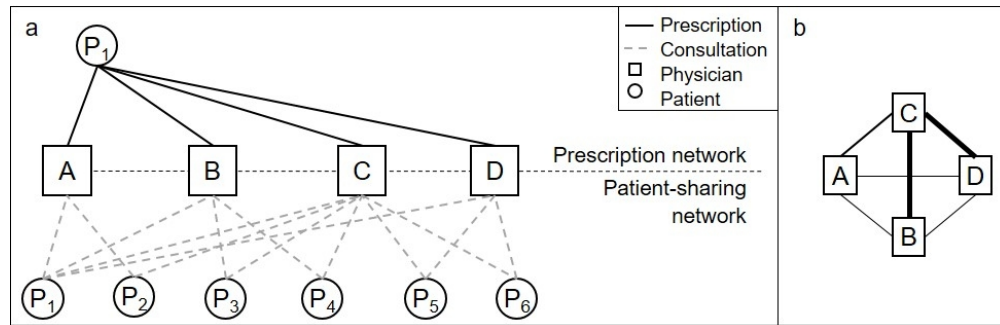 a
P₁
Prescription
Consultation
Physician
Patient
A B C D
Prescription network
Patient-sharing
network
P₁ P₂ P₃ P₄ P₅ P₆
b
C
A D
B